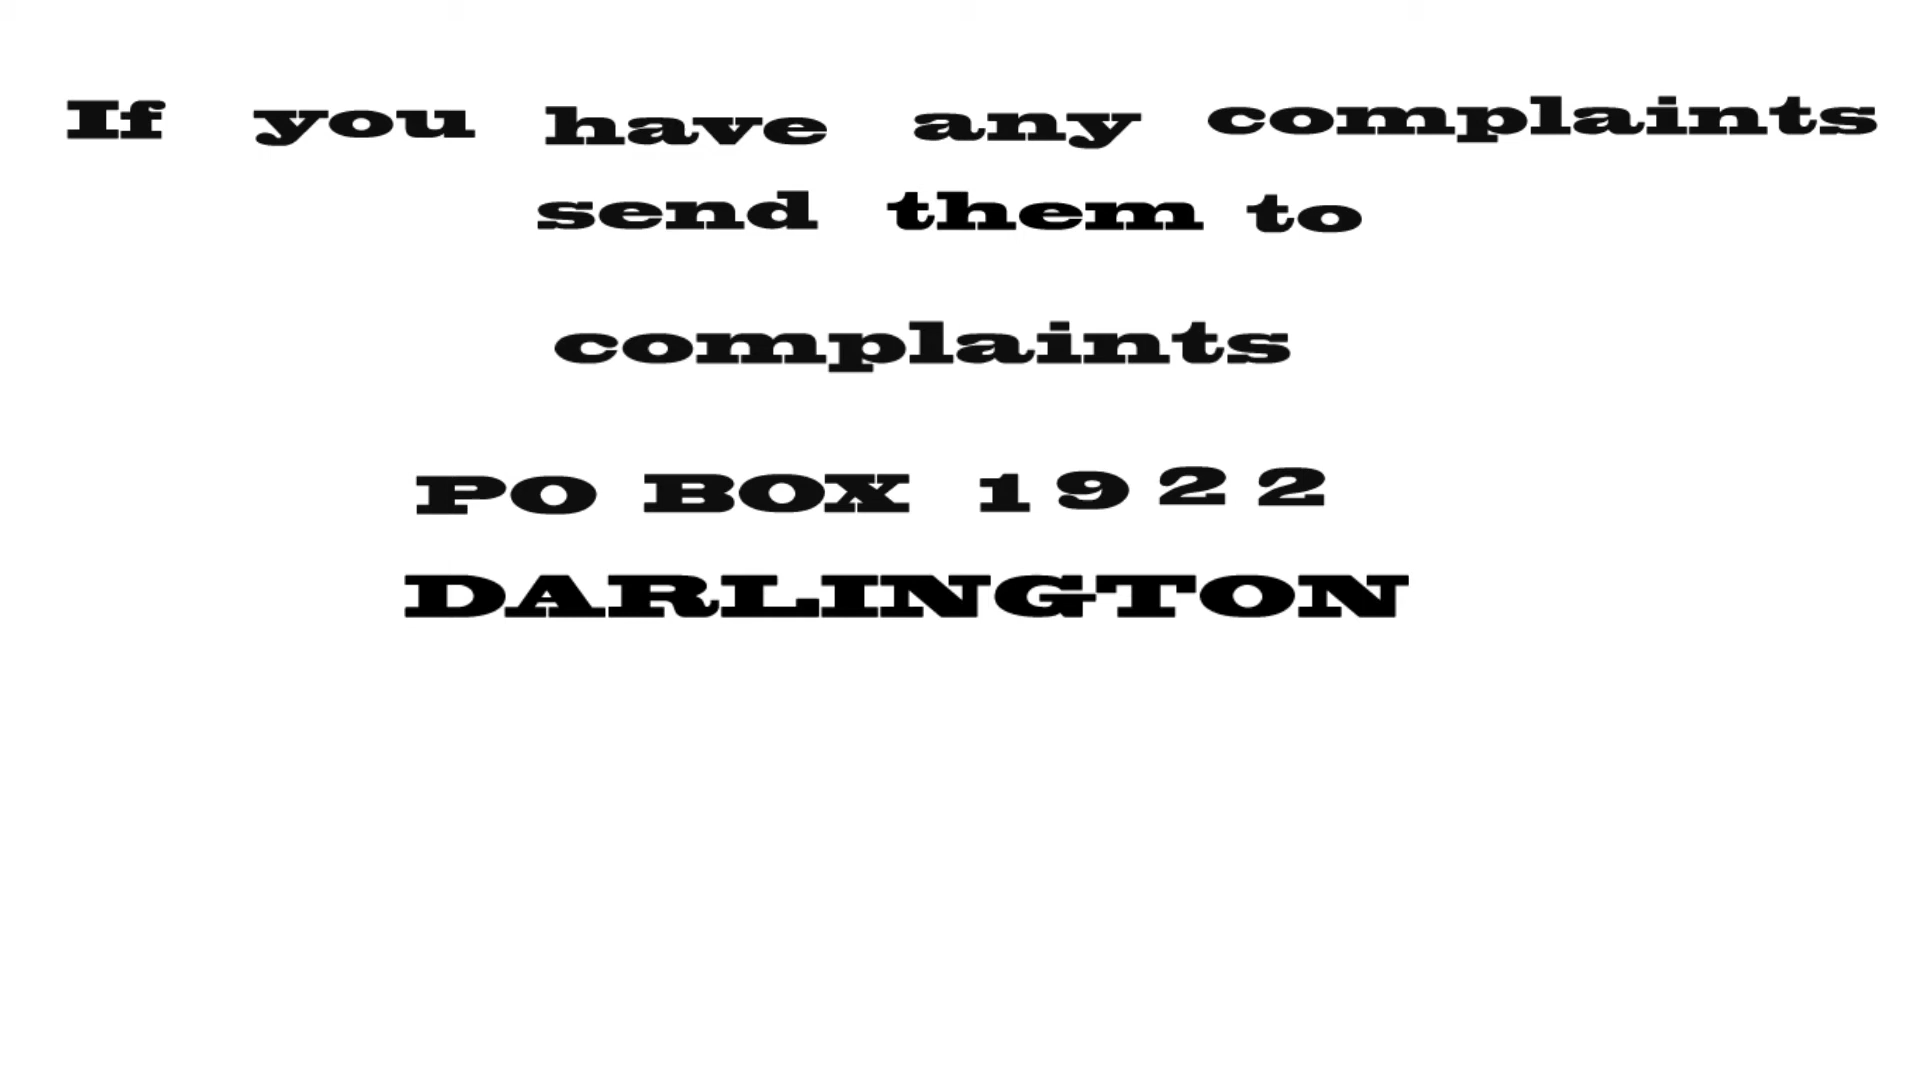 If you have any complaints
send them to
complaints
PO BOX 1922
DARLINGTON